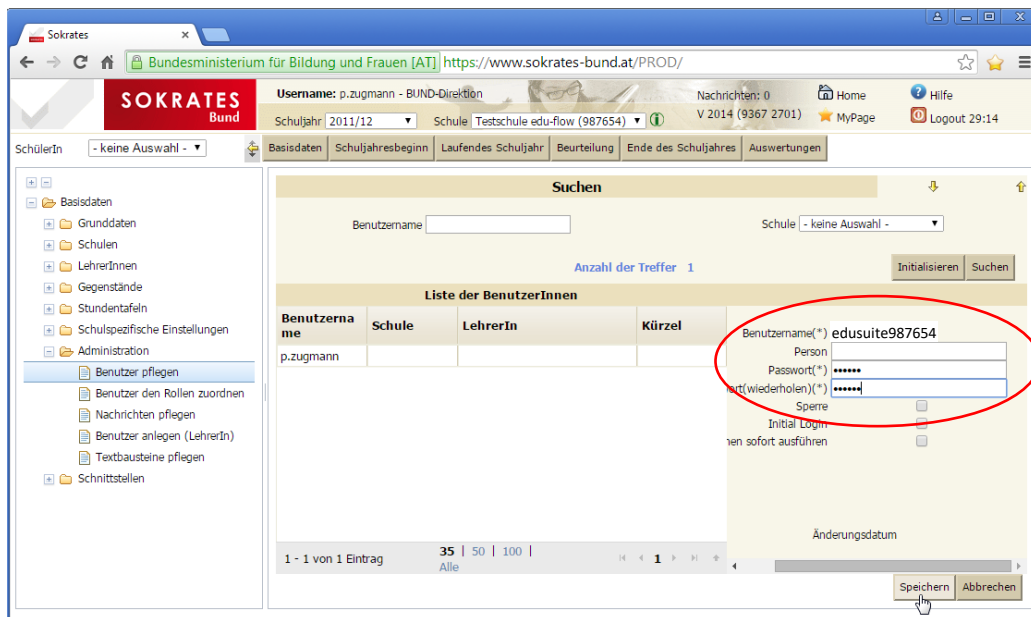 Sokrates
Bundesministerium für Bildung und Frauen [AT] https://www.sokrates-bund.at/PROD/
SOKRATES
Bund
Username: p.zugmann - BUND-Direktion
Nachrichten: 0
Home
Hilfe
Schuljahr 2011/12
Schule Testschule edu-flow (987654)
V 2014 (9367 2701)
MyPage
Logout 29:14
SchülerIn - keine Auswahl -
Basisdaten Schuljahresbeginn Laufendes Schuljahr Beurteilung Ende des Schuljahres Auswertungen
Basisdaten
Grunddaten
Schulen
LehrerInnen
Gegenstände
Stundentafeln
Schulspezifische Einstellungen
Administration
Benutzer pflegen
Benutzer den Rollen zuordnen
Nachrichten pflegen
Benutzer anlegen (LehrerIn)
Textbausteine pflegen
Schnittstellen
Suchen
Benutzername
Schule - keine Auswahl -
Anzahl der Treffer 1
Initialisieren Suchen
Liste der BenutzerInnen
Benutzerna
me
Schule LehrerIn Kürzel
p.zugmann
Benutzername(*) edusuite987654
Person
Passwort(*) ••••••
ort(wiederholen)(*) ••••••
Sperre
Initial Login
nen sofort ausführen
Änderungsdatum
1 - 1 von 1 Eintrag
35 | 50 | 100 |
Alle
1
Speichern Abbrechen